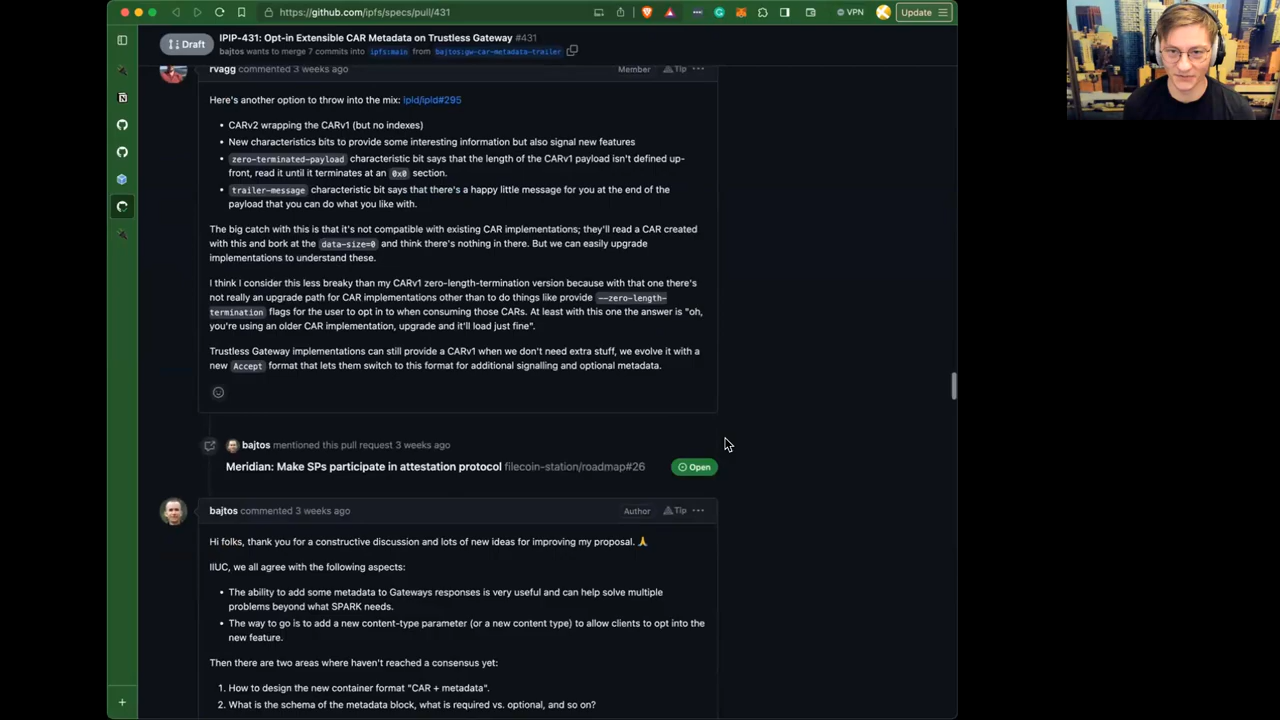 https://github.com/ipfs/specs/pull/431
VPN
Update
Draft
IPIP-431: Opt-in Extensible CAR Metadata on Trustless Gateway #431
bajtos wants to merge 7 commits into ipfs:main from bajtos:gw-car-metadata-trailer
rvagg commented 3 weeks ago
Member
Tip
Here's another option to throw into the mix: ipld/ipld#295
• CARv2 wrapping the CARv1 (but no indexes)
• New characteristics bits to provide some interesting information but also signal new features
• zero-terminated-payload characteristic bit says that the length of the CARv1 payload isn't defined up-
front, read it until it terminates at an 0x0 section.
• trailer-message characteristic bit says that there's a happy little message for you at the end of the
payload that you can do what you like with.
The big catch with this is that it's not compatible with existing CAR implementations; they'll read a CAR created
with this and bork at the data-size=0 and think there's nothing in there. But we can easily upgrade
implementations to understand these.
I think I consider this less breaky than my CARv1 zero-length-termination version because with that one there's
not really an upgrade path for CAR implementations other than to do things like provide --zero-length-
termination flags for the user to opt in to when consuming those CARs. At least with this one the answer is "oh,
you're using an older CAR implementation, upgrade and it'll load just fine".
Trustless Gateway implementations can still provide a CARv1 when we don't need extra stuff, we evolve it with a
new Accept format that lets them switch to this format for additional signalling and optional metadata.
bajtos mentioned this pull request 3 weeks ago
Meridian: Make SPs participate in attestation protocol filecoin-station/roadmap#26
Open
bajtos commented 3 weeks ago
Author
Tip
Hi folks, thank you for a constructive discussion and lots of new ideas for improving my proposal. 🙏
IIUC, we all agree with the following aspects:
• The ability to add some metadata to Gateways responses is very useful and can help solve multiple
problems beyond what SPARK needs.
• The way to go is to add a new content-type parameter (or a new content type) to allow clients to opt into the
new feature.
Then there are two areas where haven't reached a consensus yet:
1. How to design the new container format "CAR + metadata".
2. What is the schema of the metadata block, what is required vs. optional, and so on?